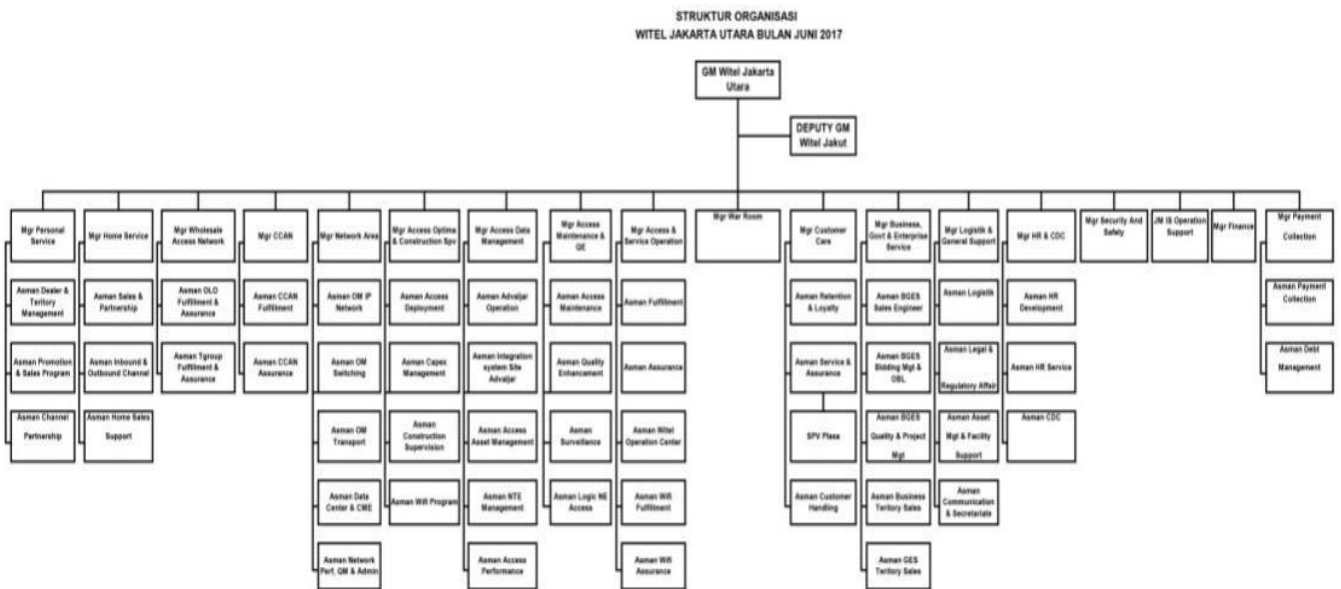 STRUKTUR ORGANISASI
WITEL JAKARTA UTARA BULAN JUNI 2017
GM Witel Jakarta
Utara
DEPUTY GM
Witel Jakut
Mgr Personal
Service
Asman Dealer &
Teritory
Management
Asman Promotion
& Sales Program
Asman Channel
Partnership
Mgr Home Service
Asman Sales &
Partnership
Asman Inbound &
Outbound Channel
Asman Home Sales
Support
Mgr Wholesale
Access Network
Asman OLO
Fulfillment &
Assurance
Asman Tgroup
Fulfillment &
Assurance
Mgr CCAN
Asman CCAN
Fulfillment
Asman CCAN
Assurance
Mgr Network Area
Asman OM IP
Network
Asman OM
Switching
Asman OM
Transport
Asman Data
Center & CME
Asman Network
Perf, QM & Admin
Mgr Access Optima
& Construction Spv
Asman Access
Deployment
Asman Capex
Management
Asman
Construction
Supervision
Asman Wifi Program
Mgr Access Data
Management
Asman Advaljar
Operation
Asman Integration
system Site
Advaljar
Asman Access
Asset Management
Asman NTE
Management
Asman Access
Performance
Mgr Access
Maintenance &
QE
Asman Access
Maintenance
Asman Quality
Enhancement
Asman
Surveilance
Asman Logic NE
Access
Mgr Access &
Service Operation
Asman Fulfillment
Asman Assurance
Asman Witel
Operation Center
Asman Wifi
Fulfillment
Asman Wifi
Assurance
Mgr War Room
Mgr Customer
Care
Asman Retention
& Loyalty
Asman Service &
Assurance
SPV Plasa
Asman Customer
Handling
Mgr Business,
Govt & Enterprise
Service
Asman BGES
Sales Engineer
Asman BGES
Bidding Mgt &
OBL
Asman BGES
Quality & Project
Mgt
Asman Business
Teritory Sales
Asman GES
Teritory Sales
Mgr Logistik &
General Support
Asman Logistik
Asman Legal &
Regulatory Affair
Asman Asset
Mgt & Facility
Support
Asman
Communication
& Secretariate
Mgr HR & CDC
Asman HR
Development
Asman HR Service
Asman CDC
Mgr Security And
Safety
JM IS Operation
Support
Mgr Finance
Mgr Payment
Collection
Asman Payment
Collection
Asman Debt
Management